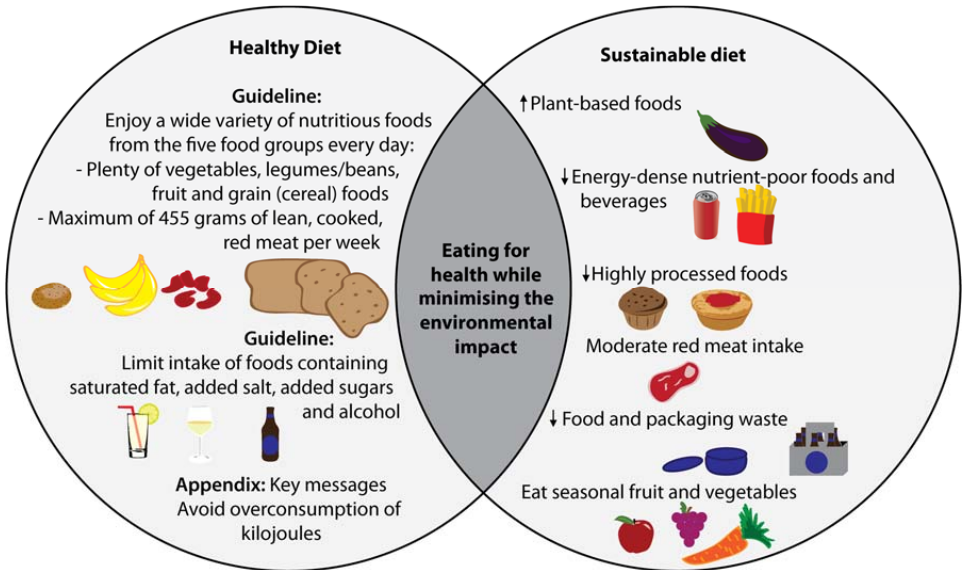 Healthy Diet
Guideline:
Enjoy a wide variety of nutritious foods
from the five food groups every day:
- Plenty of vegetables, legumes/beans,
fruit and grain (cereal) foods
- Maximum of 455 grams of lean, cooked,
red meat per week
Guideline:
Limit intake of foods containing
saturated fat, added salt, added sugars
and alcohol
Appendix: Key messages
Avoid overconsumption of
kilojoules
Eating for
health while
minimising the
environmental
impact
Sustainable diet
↑Plant-based foods
↓Energy-dense nutrient-poor foods and
beverages
↓Highly processed foods
Moderate red meat intake
↓ Food and packaging waste
Eat seasonal fruit and vegetables